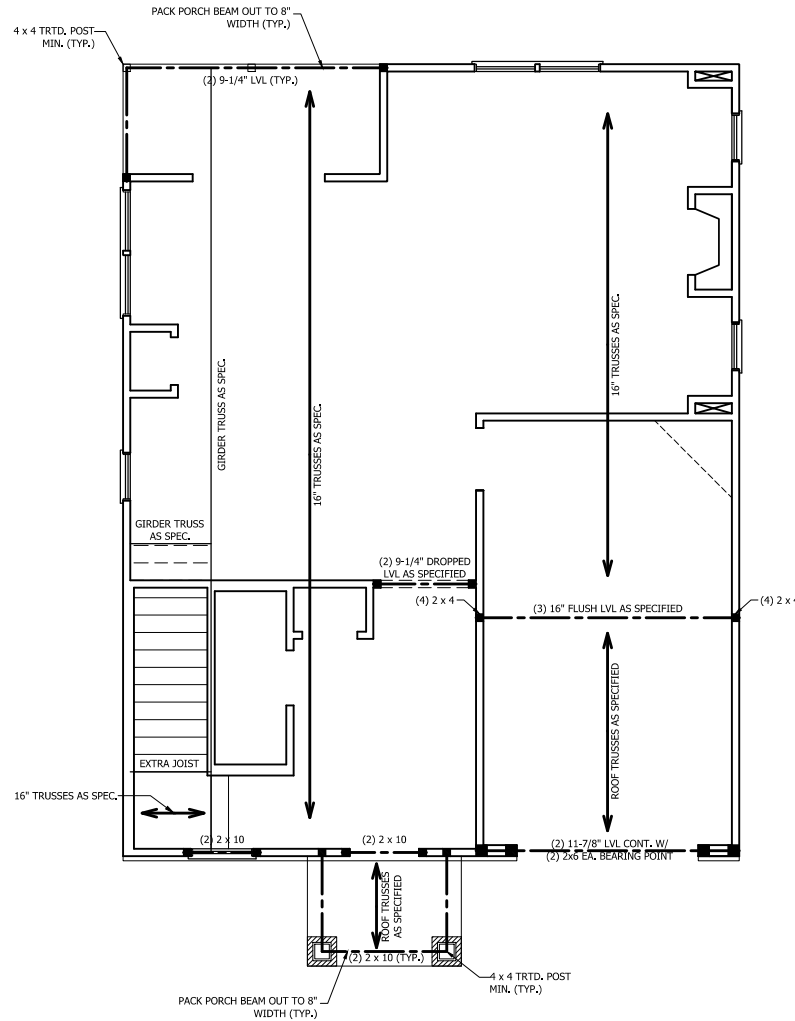 PACK PORCH BEAM OUT TO 8"
WIDTH (TYP.)
4 x 4 TRTD. POST
MIN. (TYP.)
(2) 9-1/4" LVL (TYP.)
16" TRUSSES AS SPEC.
GIRDER TRUSS AS SPEC.
16" TRUSSES AS SPEC.
GIRDER TRUSS
AS SPEC.
(2) 9-1/4" DROPPED
LVL AS SPECIFIED
(4) 2 x 4
(3) 16" FLUSH LVL AS SPECIFIED
(4) 2 x 4
ROOF TRUSSES AS SPECIFIED
EXTRA JOIST
16" TRUSSES AS SPEC.
(2) 2 x 10
(2) 2 x 10
(2) 11-7/8" LVL CONT. W/
(2) 2x6 EA. BEARING POINT
ROOF TRUSSES
AS SPECIFIED
(2) 2 x 10 (TYP.)
4 x 4 TRTD. POST
MIN. (TYP.)
PACK PORCH BEAM OUT TO 8"
WIDTH (TYP.)